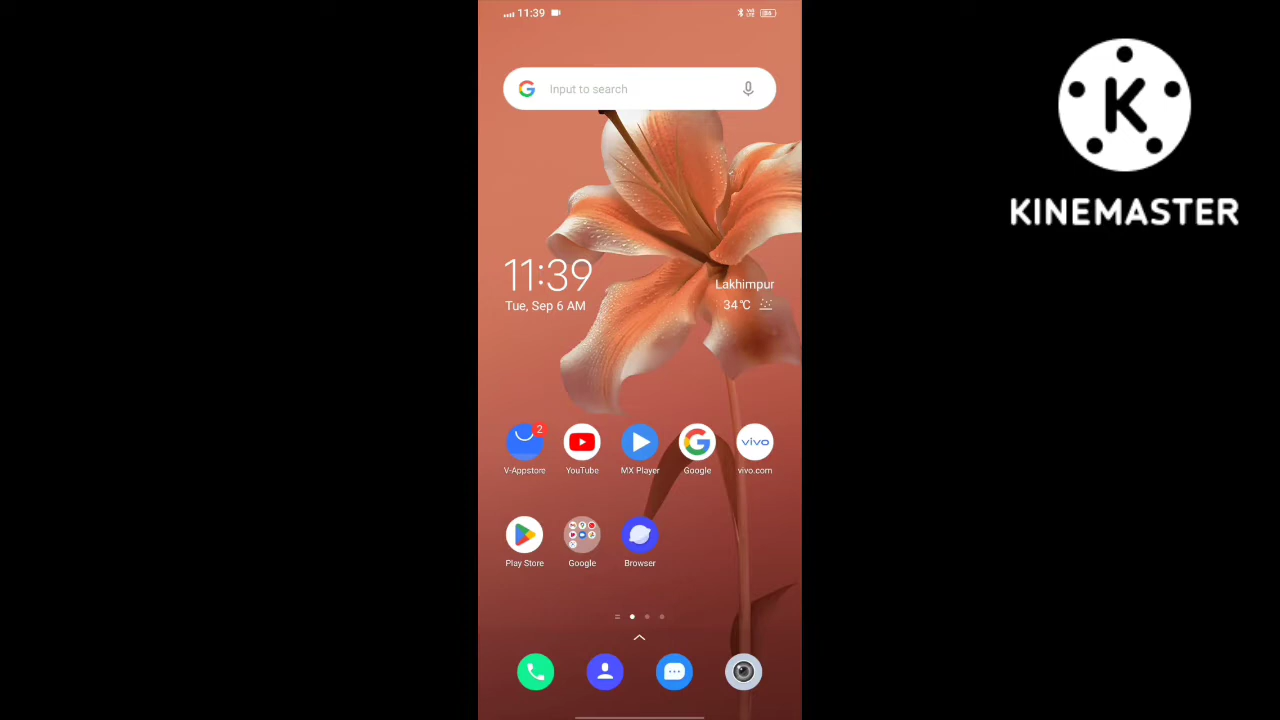 11:39
Input to search
KINEMASTER
11:39
Tue, Sep 6 AM
Lakhimpur
34°C
2
vivo
V-Appstore
YouTube
MX Player
Google
vivo.com
Play Store
Google
Browser